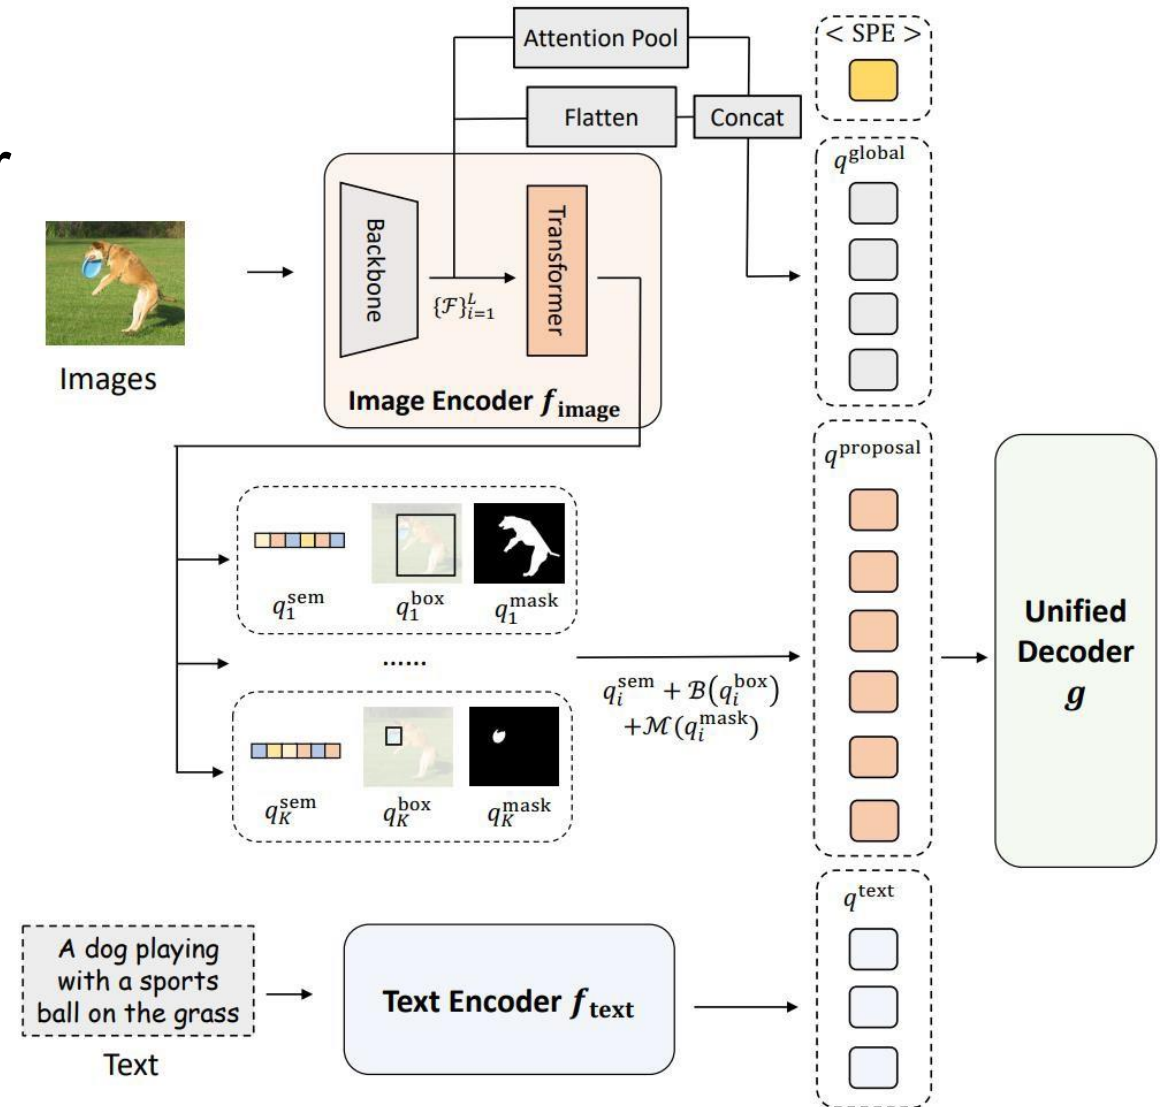 Attention Pool
Flatten
Concat
< SPE >
r
q^global
Backbone
{ℱ}_{i=1}^L
Transformer
Image Encoder f_image
Images
q^proposal
q_1^sem
q_1^box
q_1^mask
......
q_i^sem + ℬ(q_i^box)
+ℳ(q_i^mask)
q_K^sem
q_K^box
q_K^mask
Unified
Decoder
g
q^text
A dog playing
with a sports
ball on the grass
Text
Text Encoder f_text